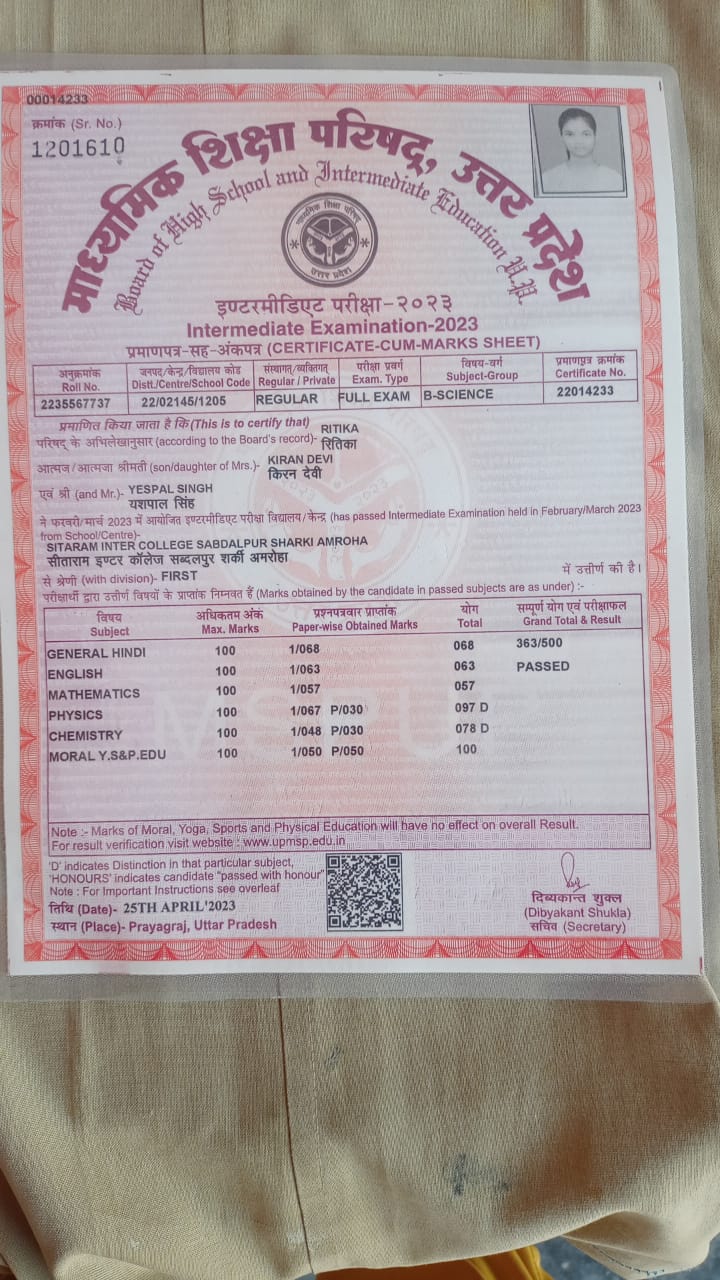 00014233
क्रमांक (Sr. No.)
1201610
माध्यमिक शिक्षा परिषद्, उत्तर प्रदेश
Board of High School and Intermediate Education U.P.
माध्यमिक शिक्षा परिषद
उत्तर प्रदेश
इण्टरमीडिएट परीक्षा-२०२३
Intermediate Examination-2023
प्रमाणपत्र-सह-अंकपत्र (CERTIFICATE-CUM-MARKS SHEET)
अनुक्रमांक जनपद/केन्द्र/विद्यालय कोड संस्थागत/व्यक्तिगत परीक्षा प्रवर्ग विषय-वर्ग प्रमाणपत्र क्रमांक
Roll No. Distt./Centre/School Code Regular / Private Exam. Type Subject-Group Certificate No.
2235567737 22/02145/1205 REGULAR FULL EXAM B-SCIENCE 22014233
प्रमाणित किया जाता है कि (This is to certify that) RITIKA
परिषद् के अभिलेखानुसार (according to the Board's record)- रितिका
आत्मज/आत्मजा श्रीमती (son/daughter of Mrs.)- KIRAN DEVI
किरन देवी
एवं श्री (and Mr.)- YESPAL SINGH
यशपाल सिंह
ने फरवरी/मार्च 2023 में आयोजित इण्टरमीडिएट परीक्षा विद्यालय/केन्द्र (has passed Intermediate Examination held in February/March 2023
from School/Centre)-
SITARAM INTER COLLEGE SABDALPUR SHARKI AMROHA
सीताराम इण्टर कॉलेज सब्दलपुर शर्की अमरोहा
में उत्तीर्ण की है।
से श्रेणी (with division)- FIRST
परीक्षार्थी द्वारा उत्तीर्ण विषयों के प्राप्तांक निम्नवत हैं (Marks obtained by the candidate in passed subjects are as under) :-
विषय अधिकतम अंक प्रश्नपत्रवार प्राप्तांक योग सम्पूर्ण योग एवं परीक्षाफल
Subject Max. Marks Paper-wise Obtained Marks Total Grand Total & Result
GENERAL HINDI 100 1/068 068 363/500
ENGLISH 100 1/063 063 PASSED
MATHEMATICS 100 1/057 057
PHYSICS 100 1/067 P/030 097 D
CHEMISTRY 100 1/048 P/030 078 D
MORAL Y.S&P.EDU 100 1/050 P/050 100
Note :- Marks of Moral, Yoga, Sports and Physical Education will have no effect on overall Result.
For result verification visit website : www.upmsp.edu.in
'D' indicates Distinction in that particular subject,
'HONOURS' indicates candidate "passed with honour"
Note : For Important Instructions see overleaf
तिथि (Date)- 25TH APRIL'2023
स्थान (Place)- Prayagraj, Uttar Pradesh
दिब्यकान्त शुक्ल
(Dibyakant Shukla)
सचिव (Secretary)